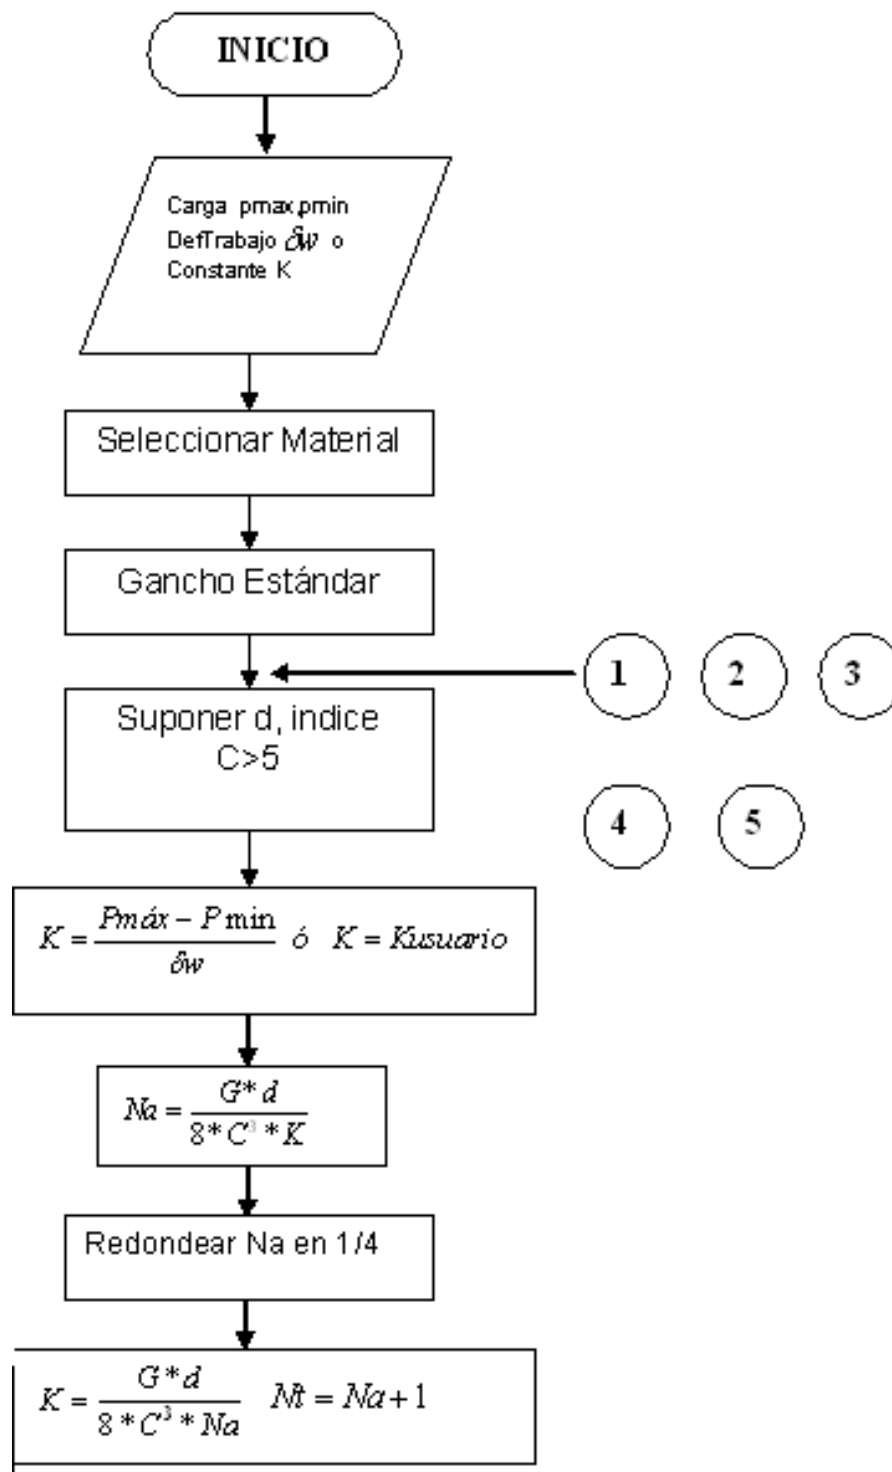 INICIO
Carga pmax,pmin
DefTrabajo δw o
Constante K
Seleccionar Material
Gancho Estándar
1 2 3
Suponer d, indice
C>5
4 5
K = (Pmáx − P min)/δw ó K = Kusuario
Na = G* d/(8* C³ * K)
Redondear Na en 1/4
K = G*d/(8*C³*Na) Nt = Na+1